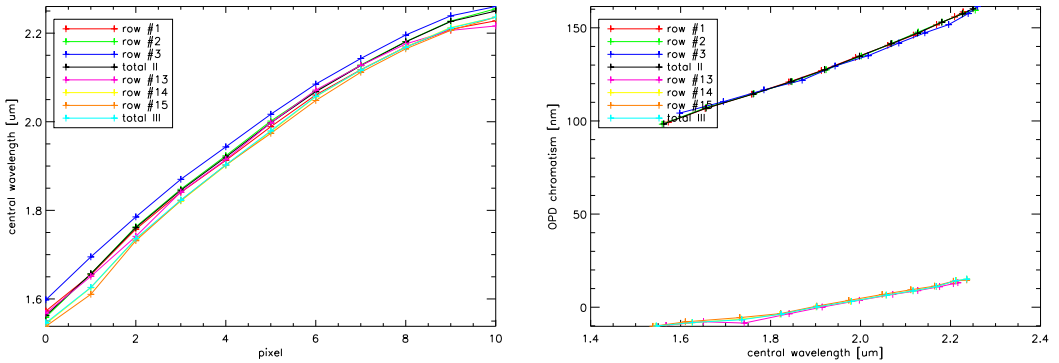 2.2
2.0
1.8
1.6
central wavelength [um]
row #1
row #2
row #3
total II
row #13
row #14
row #15
total III
0
2
4
6
8
10
pixel
150
100
50
0
OPD chromatism [nm]
row #1
row #2
row #3
total II
row #13
row #14
row #15
total III
1.4
1.6
1.8
2.0
2.2
2.4
central wavelength [um]